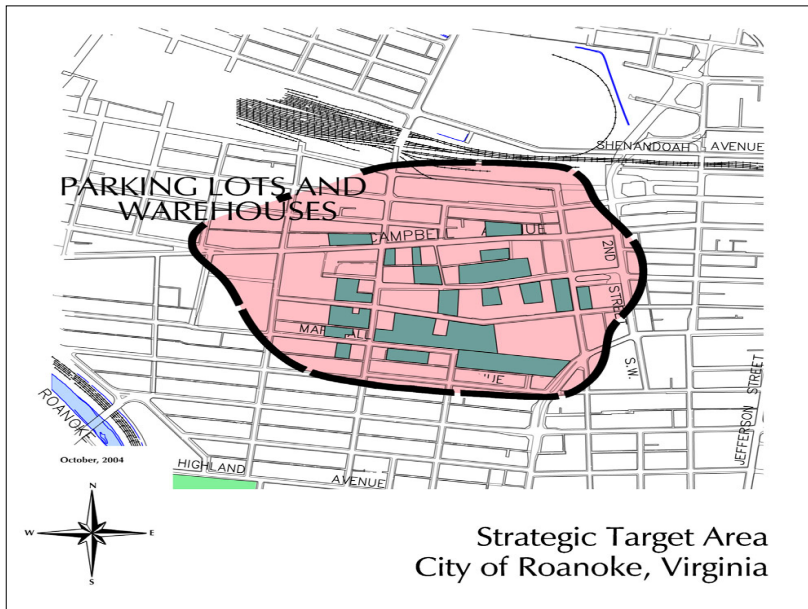 SHENANDOAH AVENUE
PARKING LOTS AND
WAREHOUSES
CAMPBELL AVENUE
2ND STREET S.W.
JEFFERSON STREET
ROANOKE
October, 2004
HIGHLAND AVENUE
N
W E
S
Strategic Target Area
City of Roanoke, Virginia